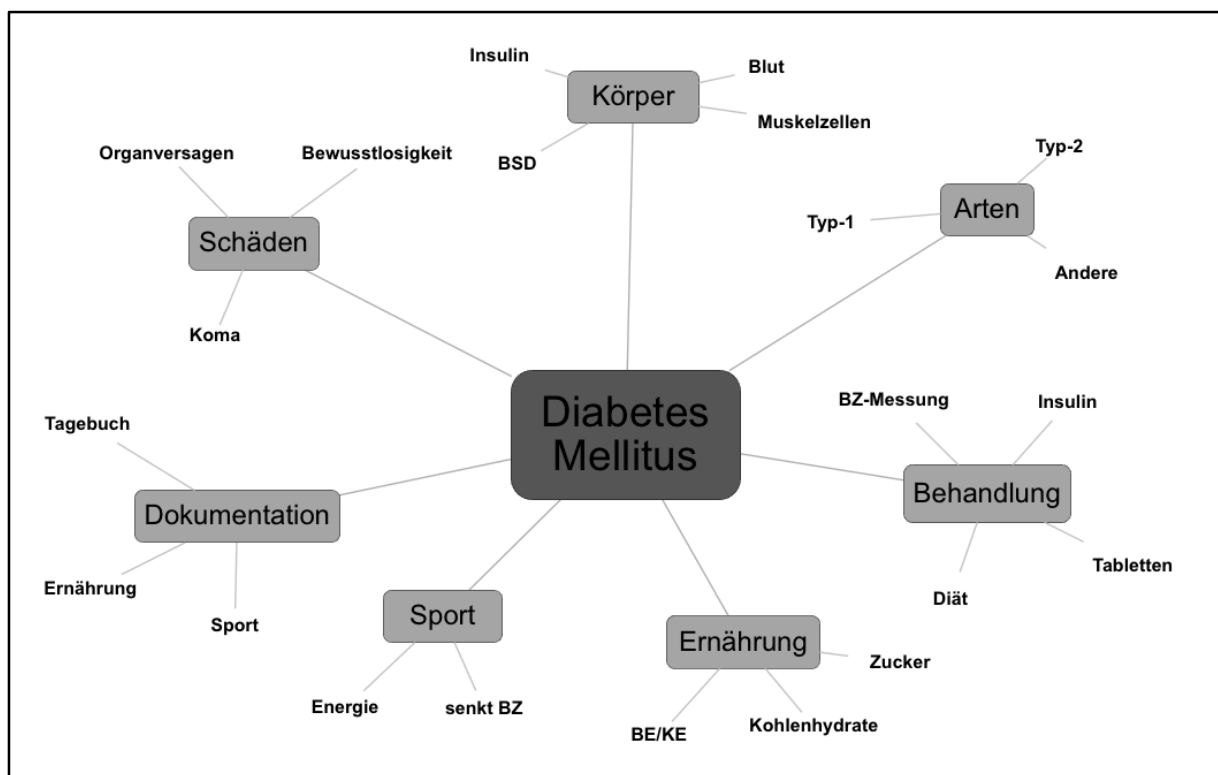 Insulin
Blut
Körper
Muskelzellen
BSD
Organversagen
Bewusstlosigkeit
Schäden
Koma
Typ-2
Arten
Typ-1
Andere
Diabetes
Mellitus
Tagebuch
Dokumentation
Ernährung
Sport
BZ-Messung
Insulin
Behandlung
Tabletten
Diät
Sport
Energie
senkt BZ
Ernährung
Zucker
BE/KE
Kohlenhydrate